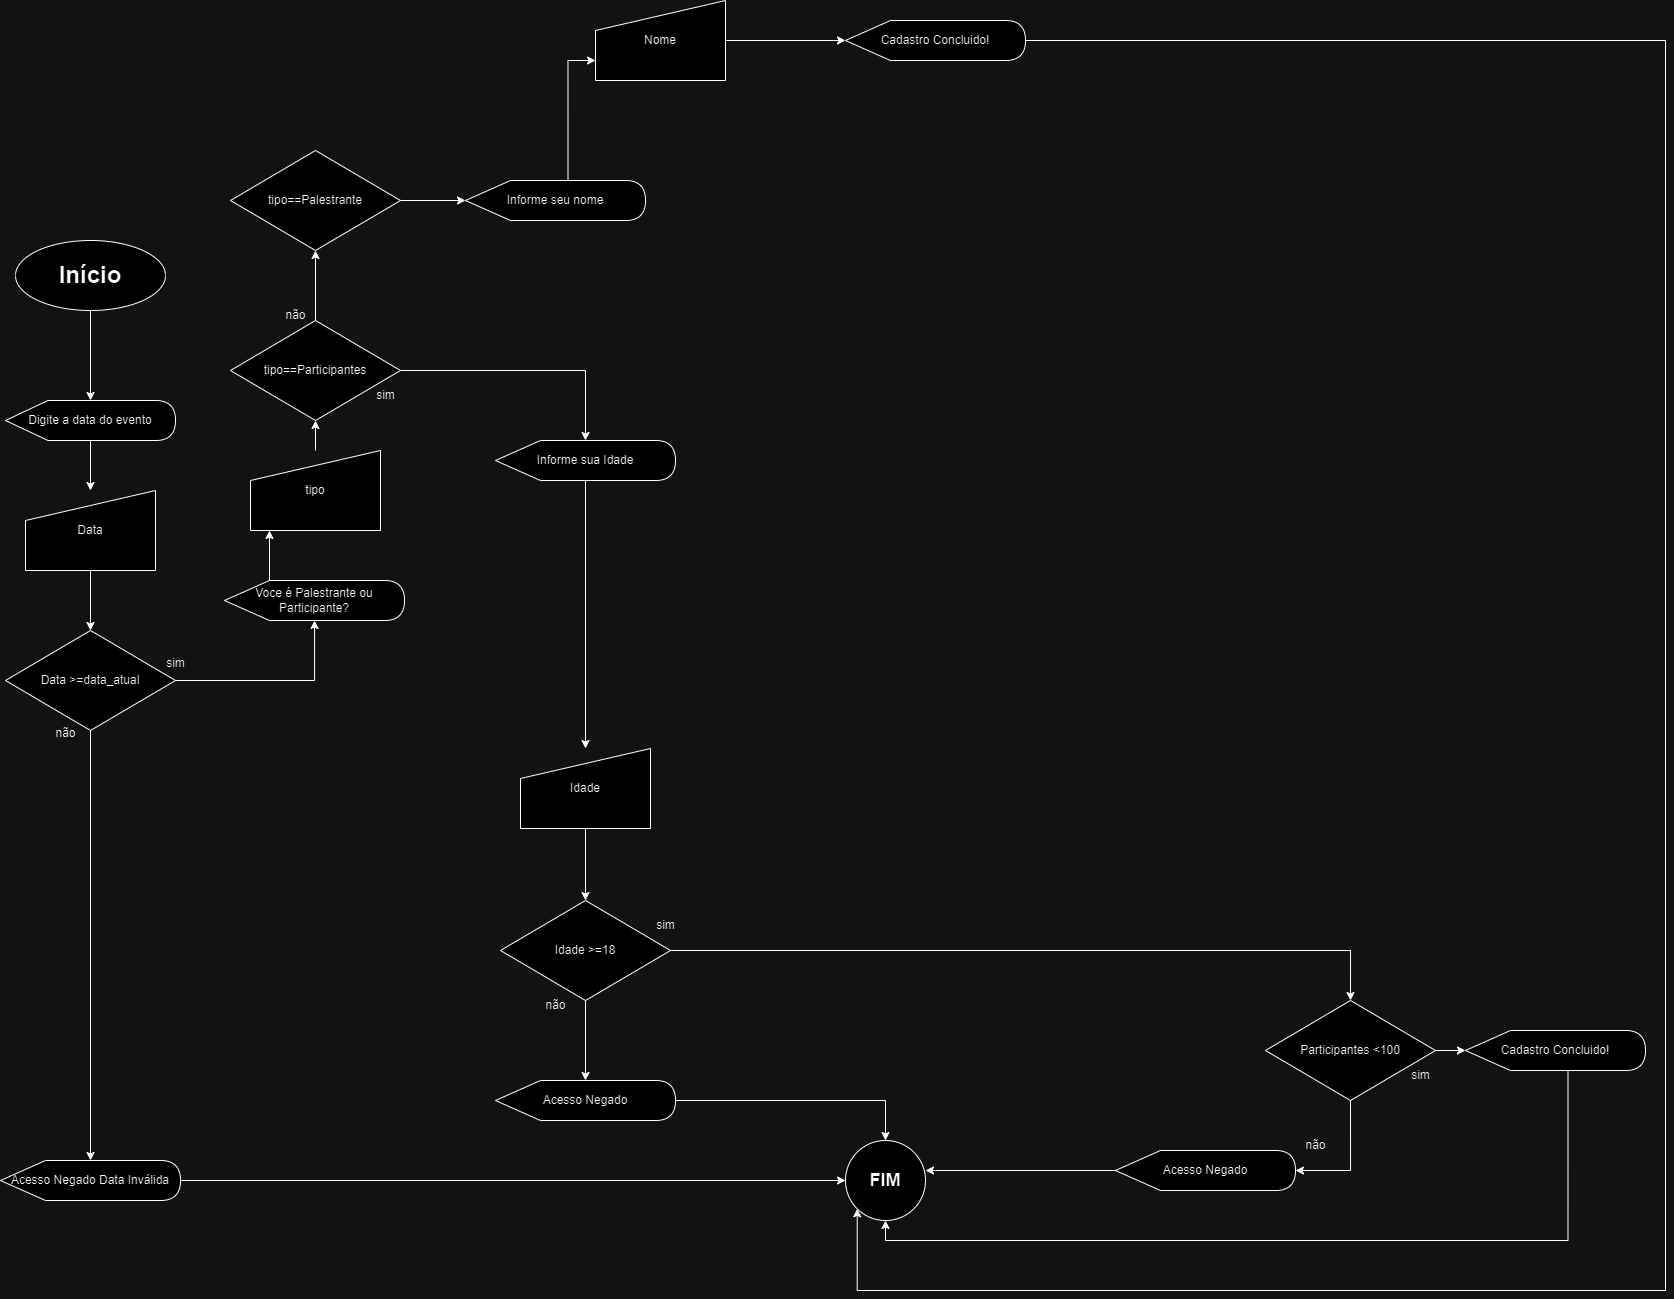 Nome
Cadastro Concluido!
tipo==Palestrante
Informe seu nome
Início
não
tipo==Participantes
sim
Digite a data do evento
Informe sua Idade
tipo
Data
Voce é Palestrante ou
Participante?
sim
Data >=data_atual
não
Idade
sim
Idade >=18
não
Participantes <100
Cadastro Concluido!
sim
Acesso Negado
não
Acesso Negado
Acesso Negado Data Inválida
FIM